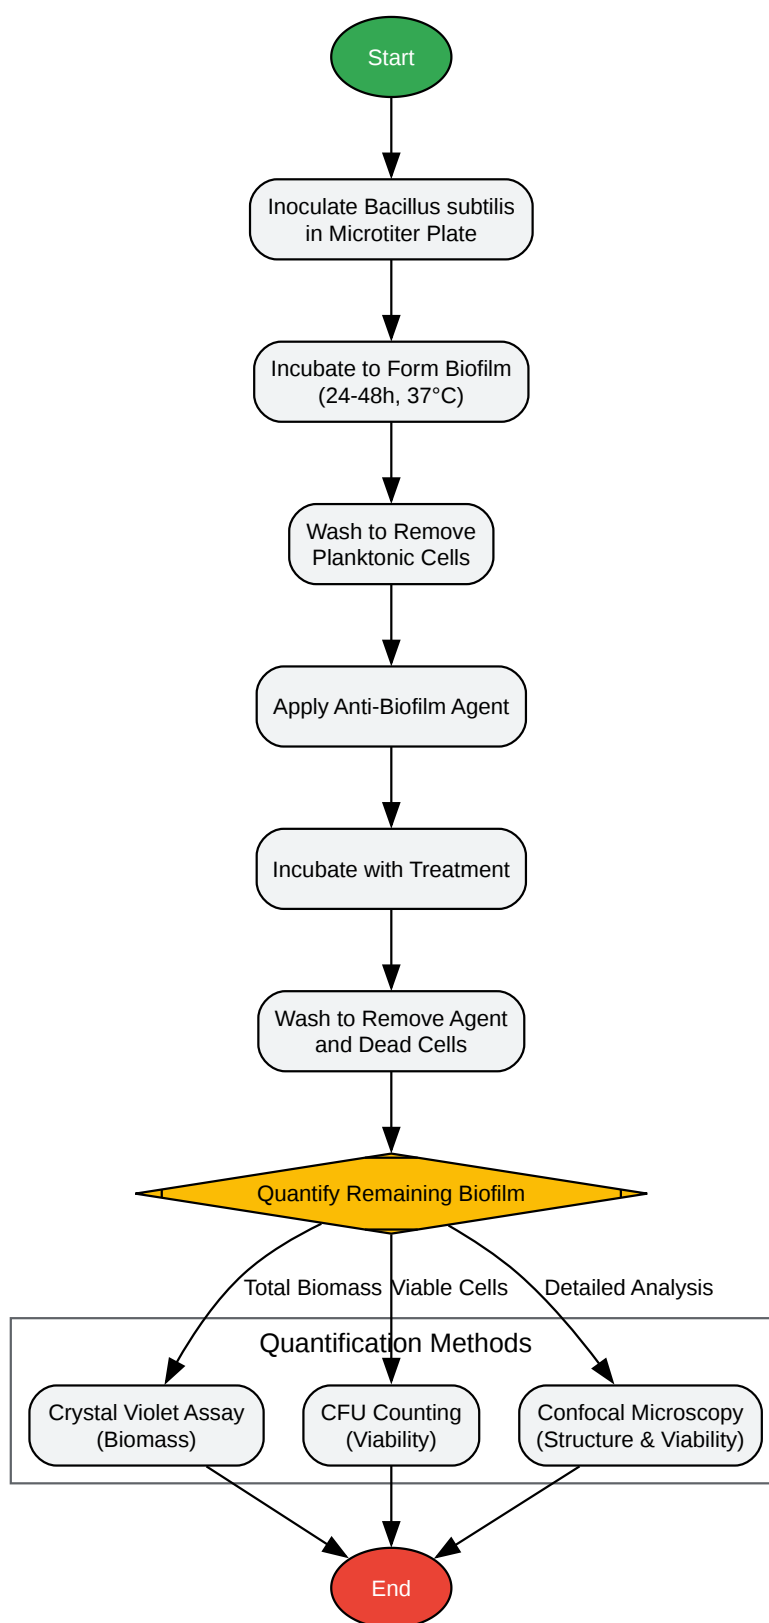 Start
Inoculate Bacillus subtilis
in Microtiter Plate
Incubate to Form Biofilm
(24-48h, 37°C)
Wash to Remove
Planktonic Cells
Apply Anti-Biofilm Agent
Incubate with Treatment
Wash to Remove Agent
and Dead Cells
Quantify Remaining Biofilm
Total Biomass
Viable Cells
Detailed Analysis
Quantification Methods
Crystal Violet Assay
(Biomass)
CFU Counting
(Viability)
Confocal Microscopy
(Structure & Viability)
End